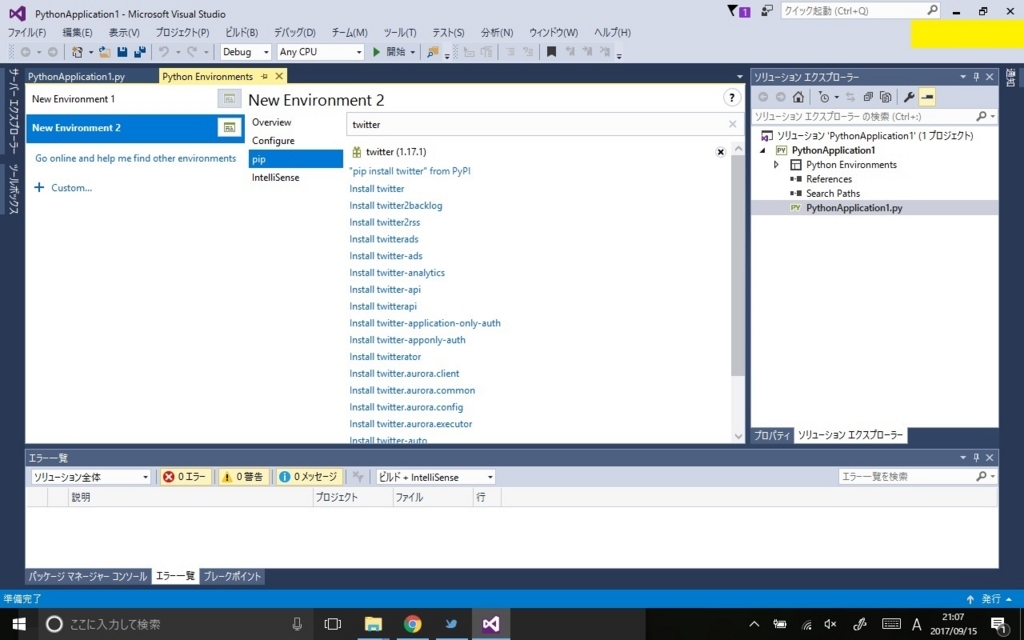 PythonApplication1 - Microsoft Visual Studio
1
クイック起動 (Ctrl+Q)
ファイル(F) 編集(E) 表示(V) プロジェクト(P) ビルド(B) デバッグ(D) チーム(M) ツール(T) テスト(S) 分析(N) ウィンドウ(W) ヘルプ(H)
Debug Any CPU 開始
サーバー エクスプローラー
ツールボックス
PythonApplication1.py Python Environments
New Environment 1
New Environment 2
Go online and help me find other environments
Custom...
New Environment 2
Overview
Configure
pip
IntelliSense
twitter
twitter (1.17.1)
"pip install twitter" from PyPI
Install twitter
Install twitter2backlog
Install twitter2rss
Install twitterads
Install twitter-ads
Install twitter-analytics
Install twitter-api
Install twitterapi
Install twitter-application-only-auth
Install twitter-apponly-auth
Install twitterator
Install twitter.aurora.client
Install twitter.aurora.common
Install twitter.aurora.config
Install twitter.aurora.executor
Install twitter-auto
ソリューション エクスプローラー
ソリューション エクスプローラー の検索 (Ctrl+:)
ソリューション 'PythonApplication1' (1 プロジェクト)
PythonApplication1
Python Environments
References
Search Paths
PythonApplication1.py
プロパティ ソリューション エクスプローラー
通知
エラー一覧
ソリューション全体 0 エラー 0 警告 0 メッセージ ビルド + IntelliSense エラー一覧を検索
説明 プロジェクト ファイル 行
パッケージ マネージャー コンソール エラー一覧 ブレークポイント
準備完了 発行
ここに入力して検索
A
21:07
2017/09/15
1